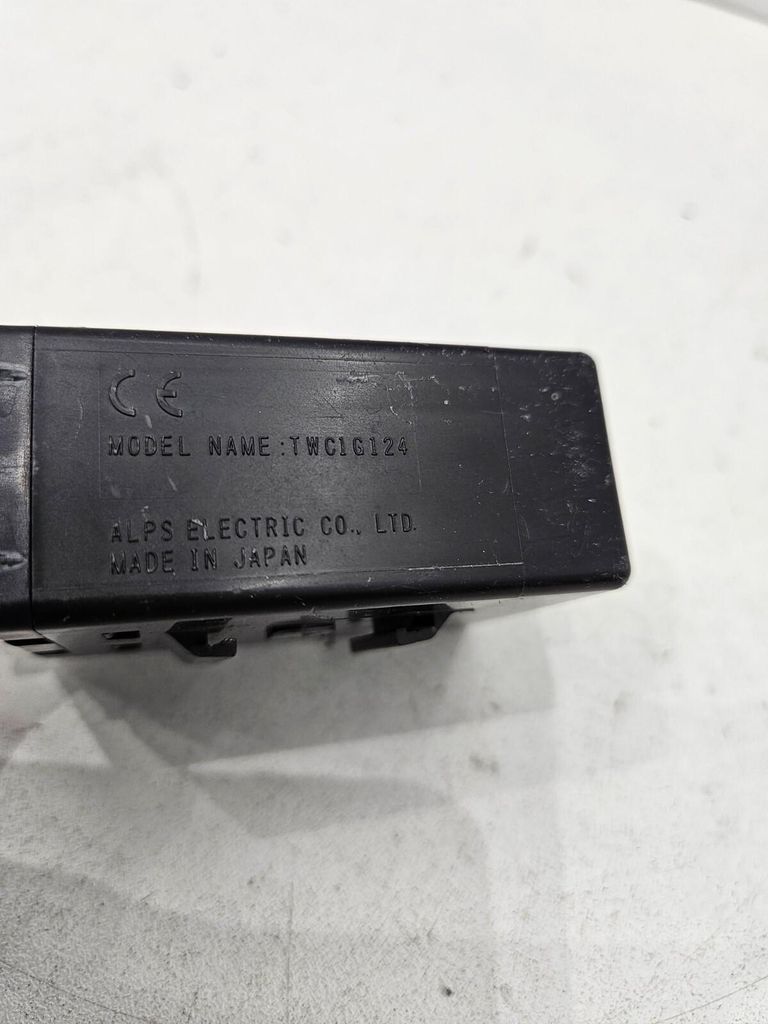 CE
MODEL NAME:TWC1G124
ALPS ELECTRIC CO., LTD.
MADE IN JAPAN